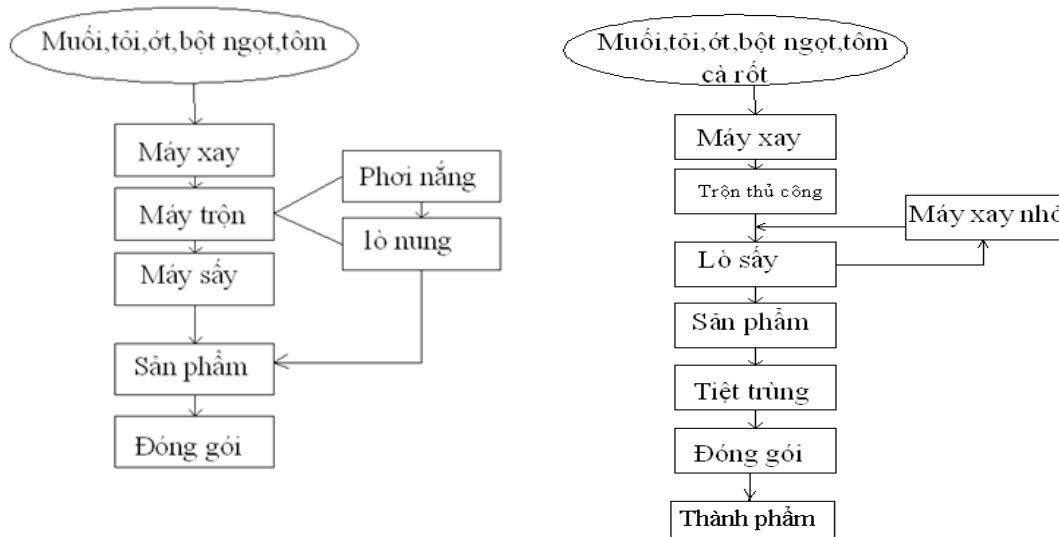 Muối,tỏi,ớt,bột ngọt,tôm
Máy xay
Máy trộn
Phơi nắng
lò nung
Máy sấy
Sản phẩm
Đóng gói
Muối,tỏi,ớt,bột ngọt,tôm
cà rốt
Máy xay
Trộn thủ công
Máy xay nhỏ
Lò sấy
Sản phẩm
Tiệt trùng
Đóng gói
Thành phẩm